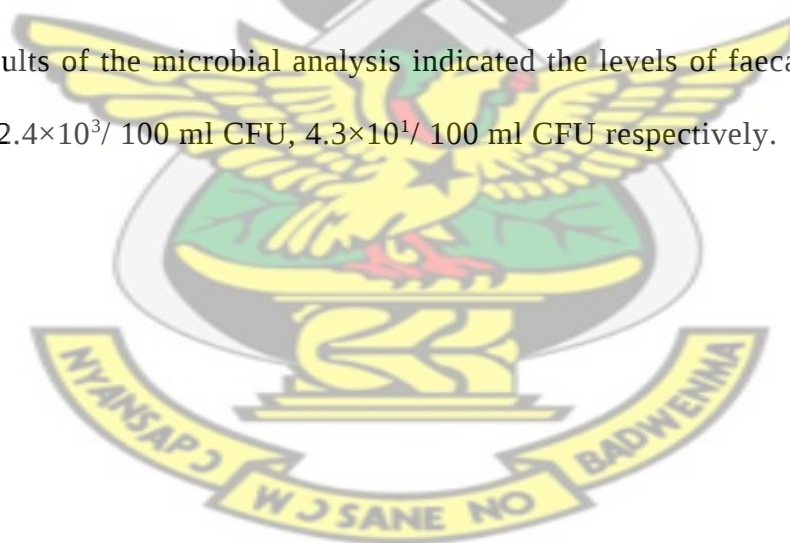 ults of the microbial analysis indicated the levels of faeca
2.4×10³/ 100 ml CFU, 4.3×10¹/ 100 ml CFU respectively.
NYANSAPƆ
WƆSANE NO
BADWENMA